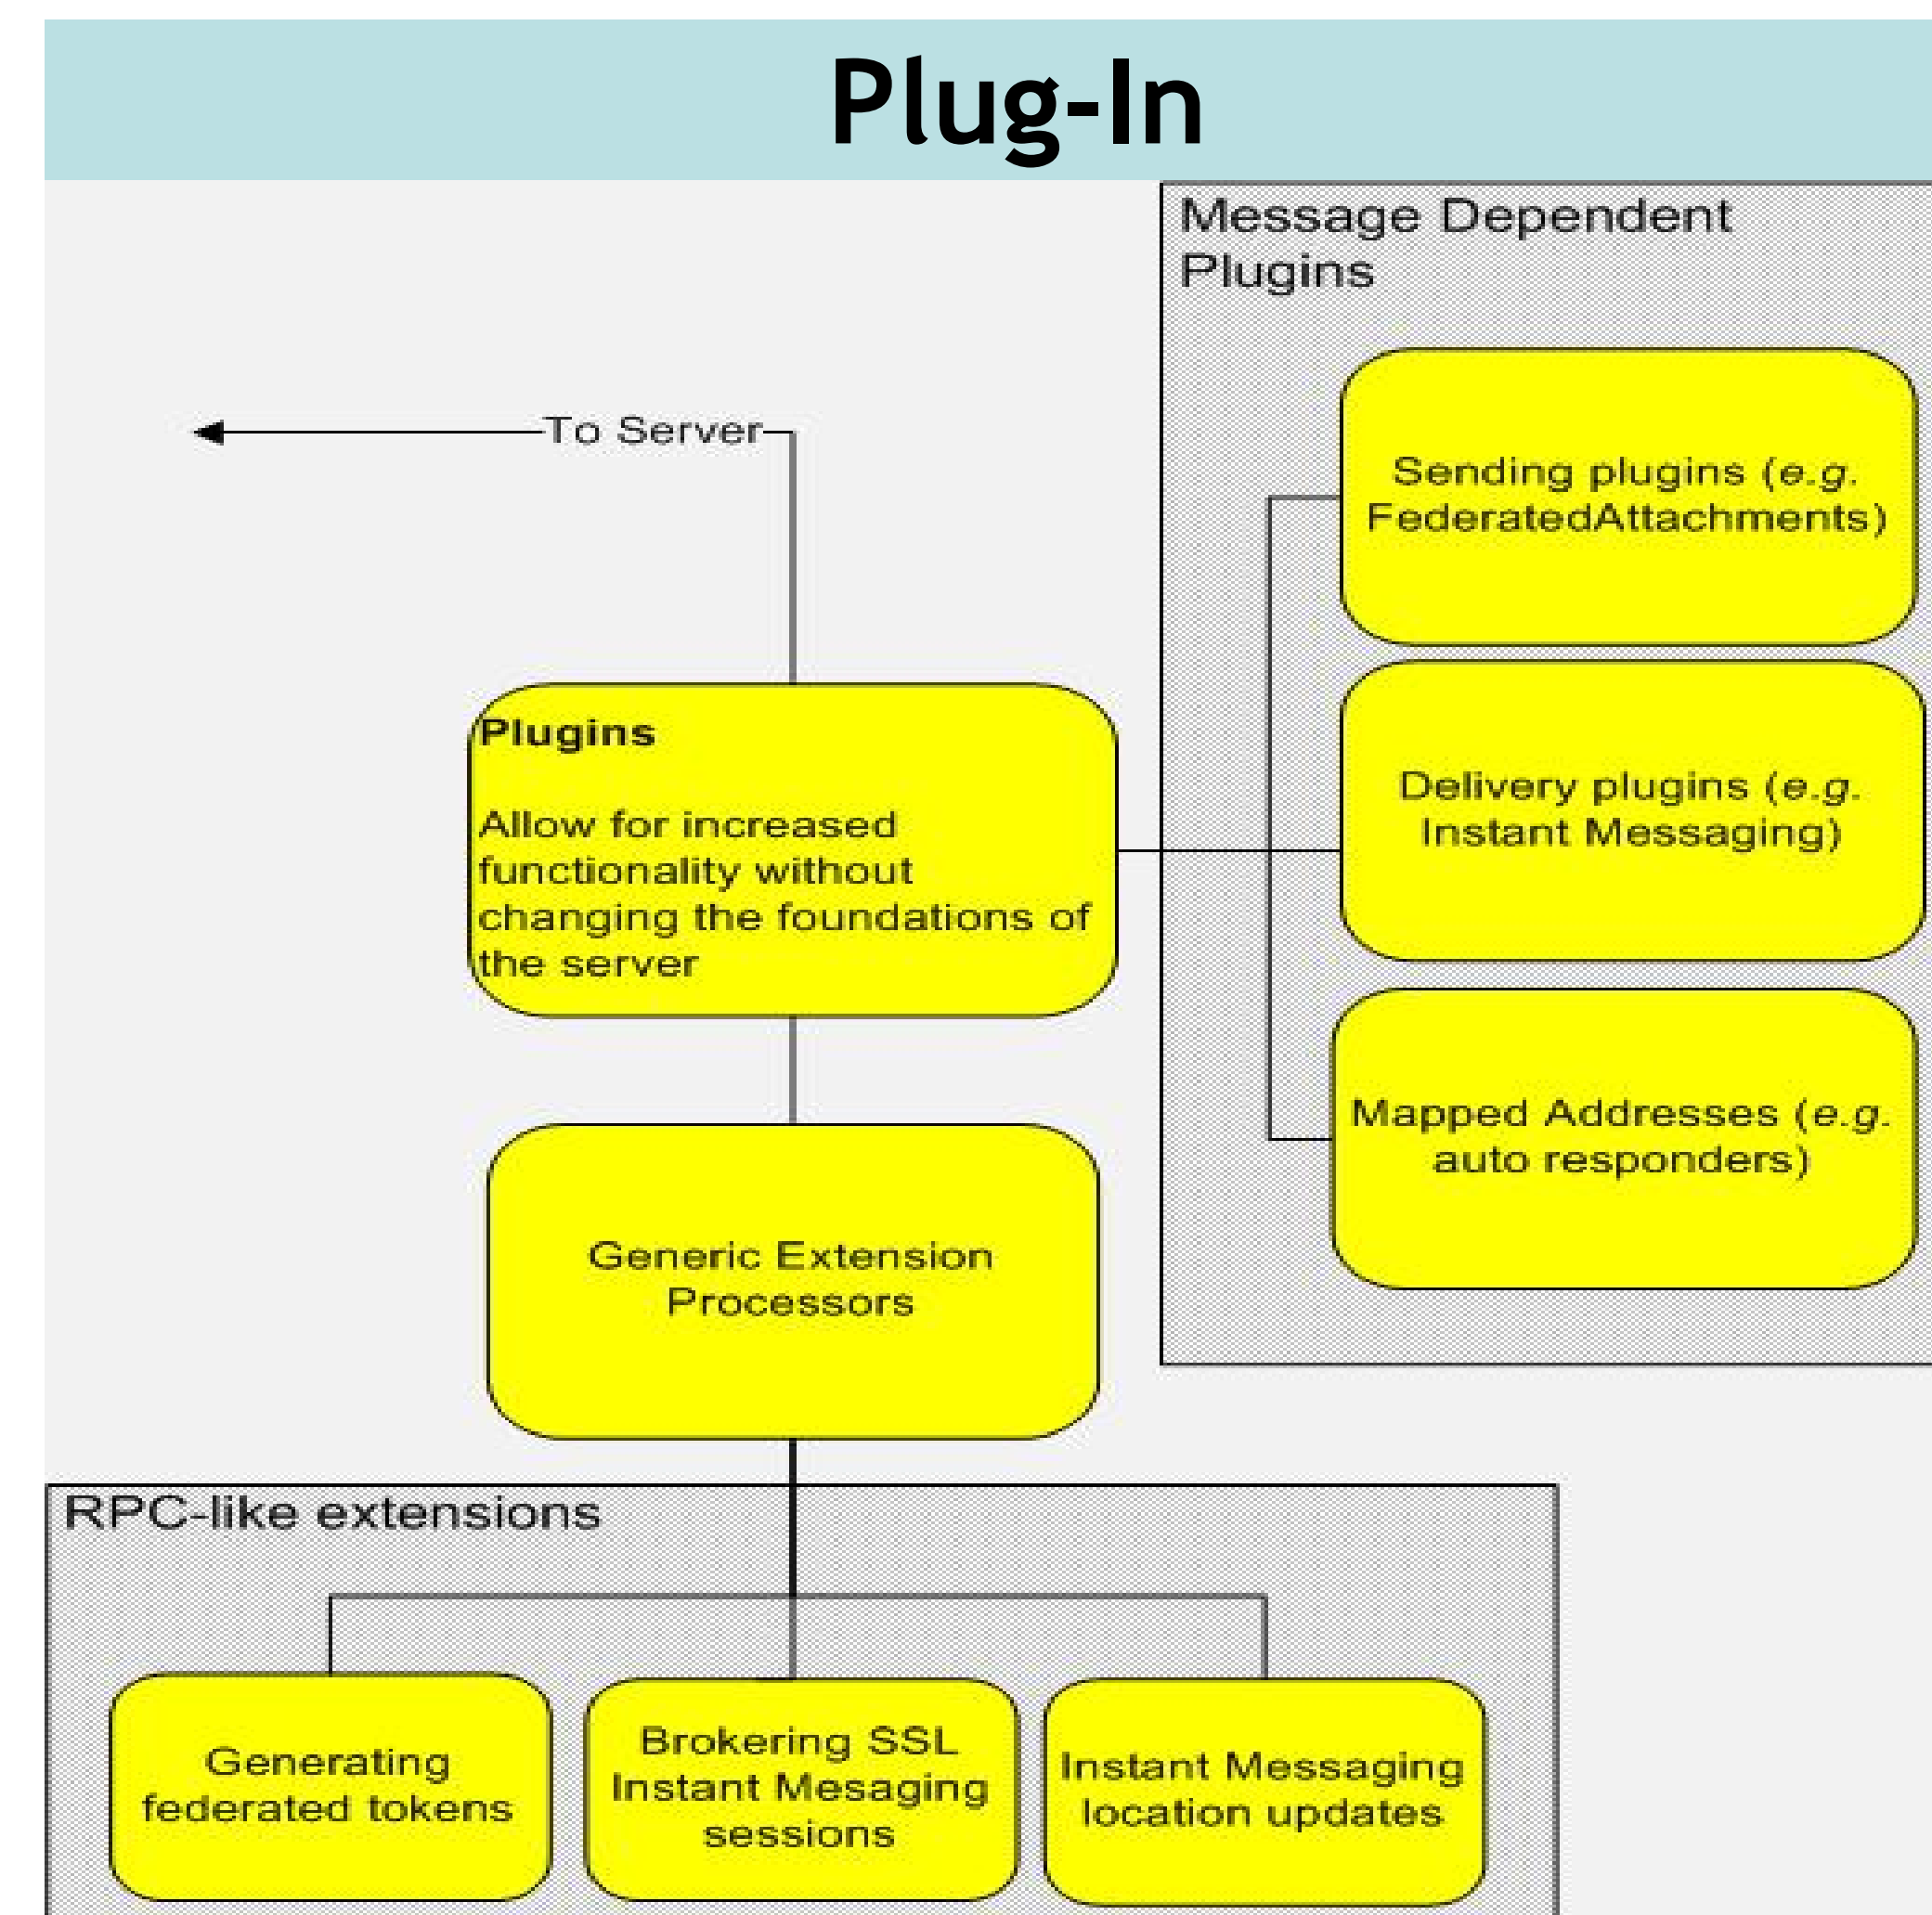 Plug-In
Message Dependent
Plugins
To Server
Sending plugins (e.g.
FederatedAttachments)
Plugins
Allow for increased
functionality without
changing the foundations of
the server
Delivery plugins (e.g.
Instant Messaging)
Mapped Addresses (e.g.
auto responders)
Generic Extension
Processors
RPC-like extensions
Generating
federated tokens
Brokering SSL
Instant Mesaging
sessions
Instant Messaging
location updates